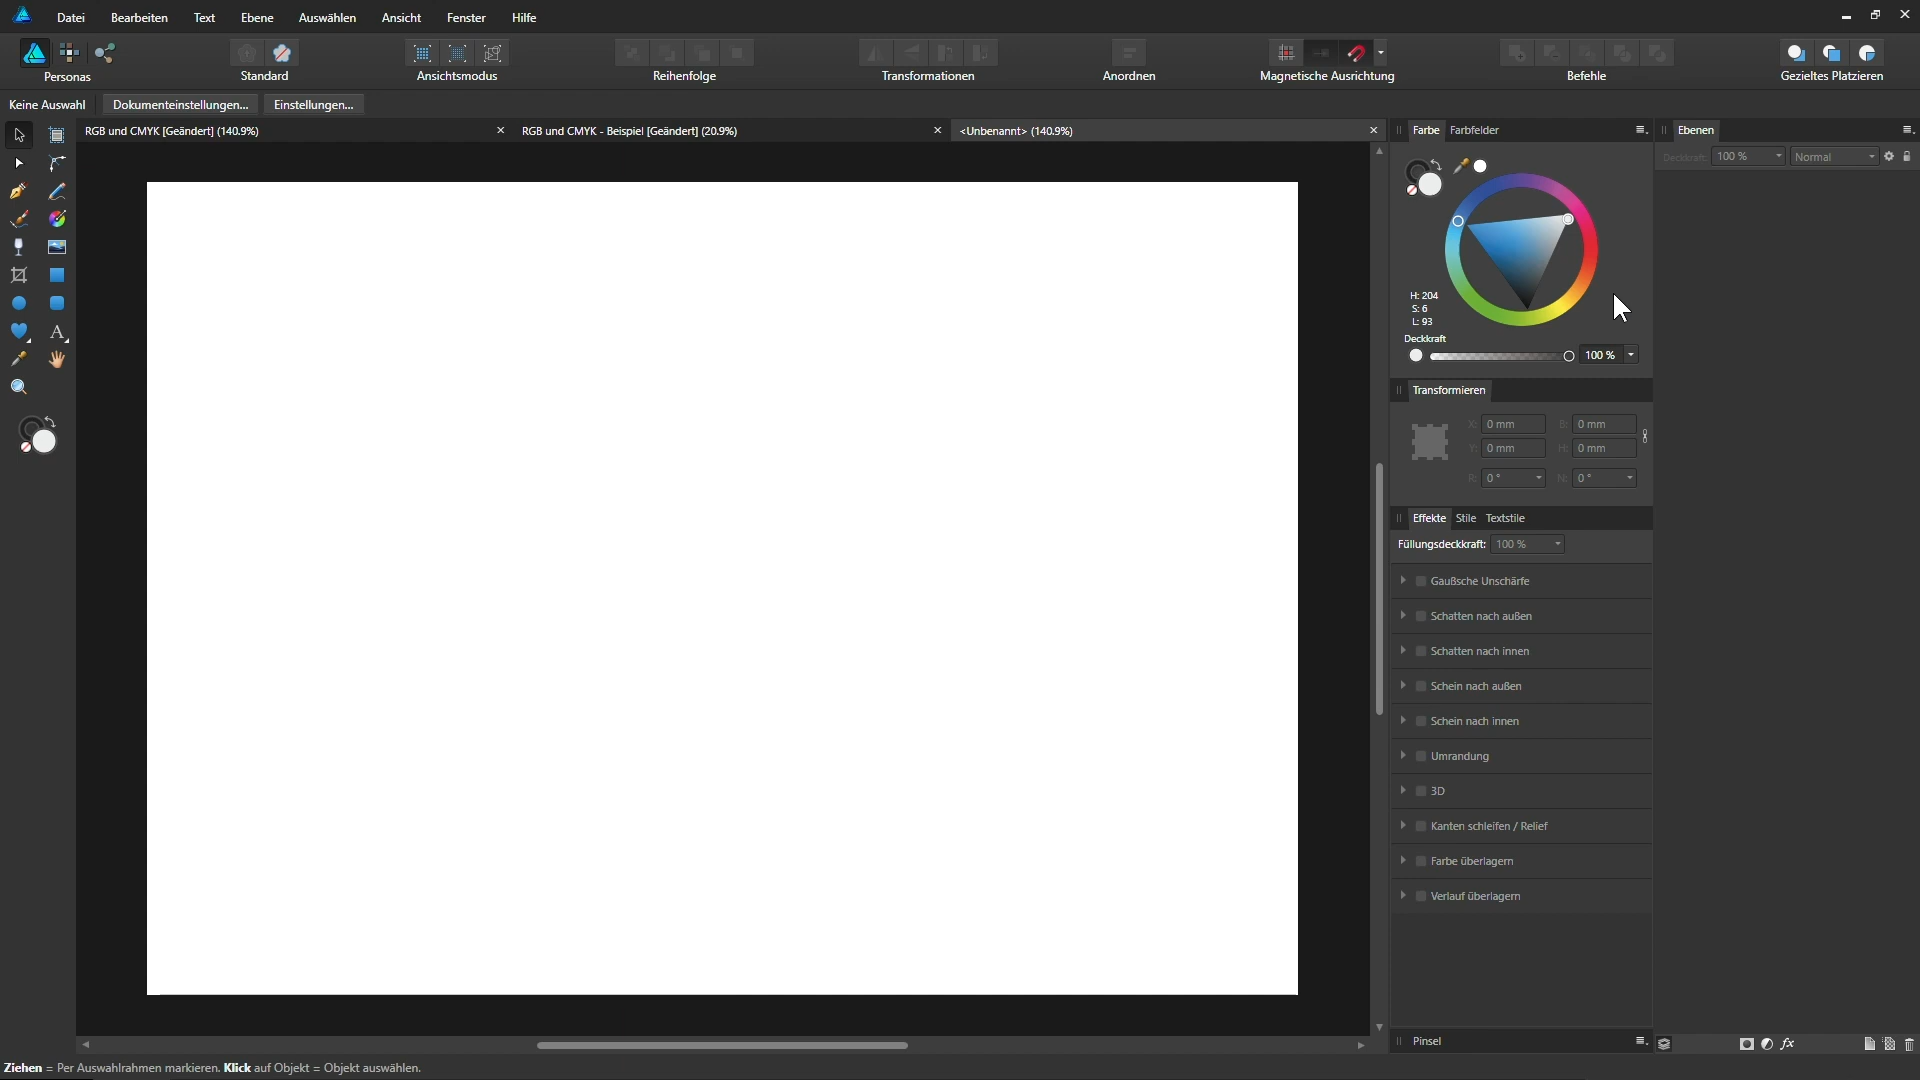 Datei Bearbeiten Text Ebene Auswählen Ansicht Fenster Hilfe
Personas Standard Ansichtsmodus Reihenfolge Transformationen Anordnen Magnetische Ausrichtung Befehle Gezieltes Platzieren
Keine Auswahl Dokumenteinstellungen... Einstellungen...
RGB und CMYK [Geändert] (140.9%) RGB und CMYK - Beispiel [Geändert] (20.9%) <Unbenannt> (140.9%)
Farbe Farbfelder
Ebenen
Deckkraft: 100 % Normal
H: 204
S: 6
L: 93
Deckkraft
100 %
Transformieren
X: 0 mm B: 0 mm
Y: 0 mm H: 0 mm
R: 0 ° N: 0 °
Effekte Stile Textstile
Füllungsdeckkraft: 100 %
Gaußsche Unschärfe
Schatten nach außen
Schatten nach innen
Schein nach außen
Schein nach innen
Umrandung
3D
Kanten schleifen / Relief
Farbe überlagern
Verlauf überlagern
Pinsel
fx
Ziehen = Per Auswahlrahmen markieren. Klick auf Objekt = Objekt auswählen.